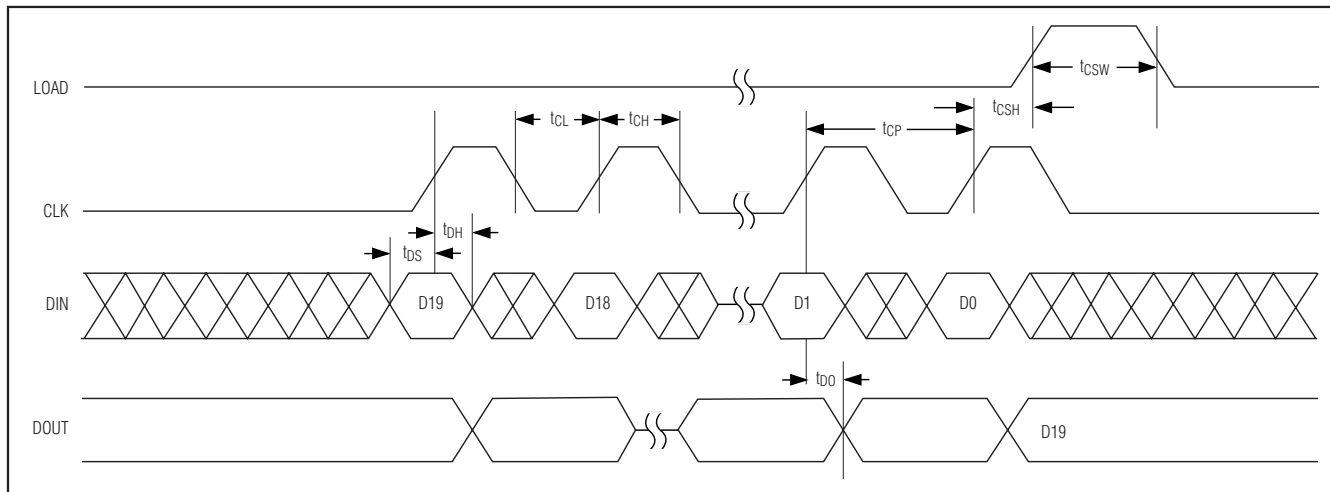 LOAD
tCSW
tCSH
tCL
tCH
tCP
CLK
tDH
tDS
DIN
D19
D18
D1
D0
tDO
DOUT
D19